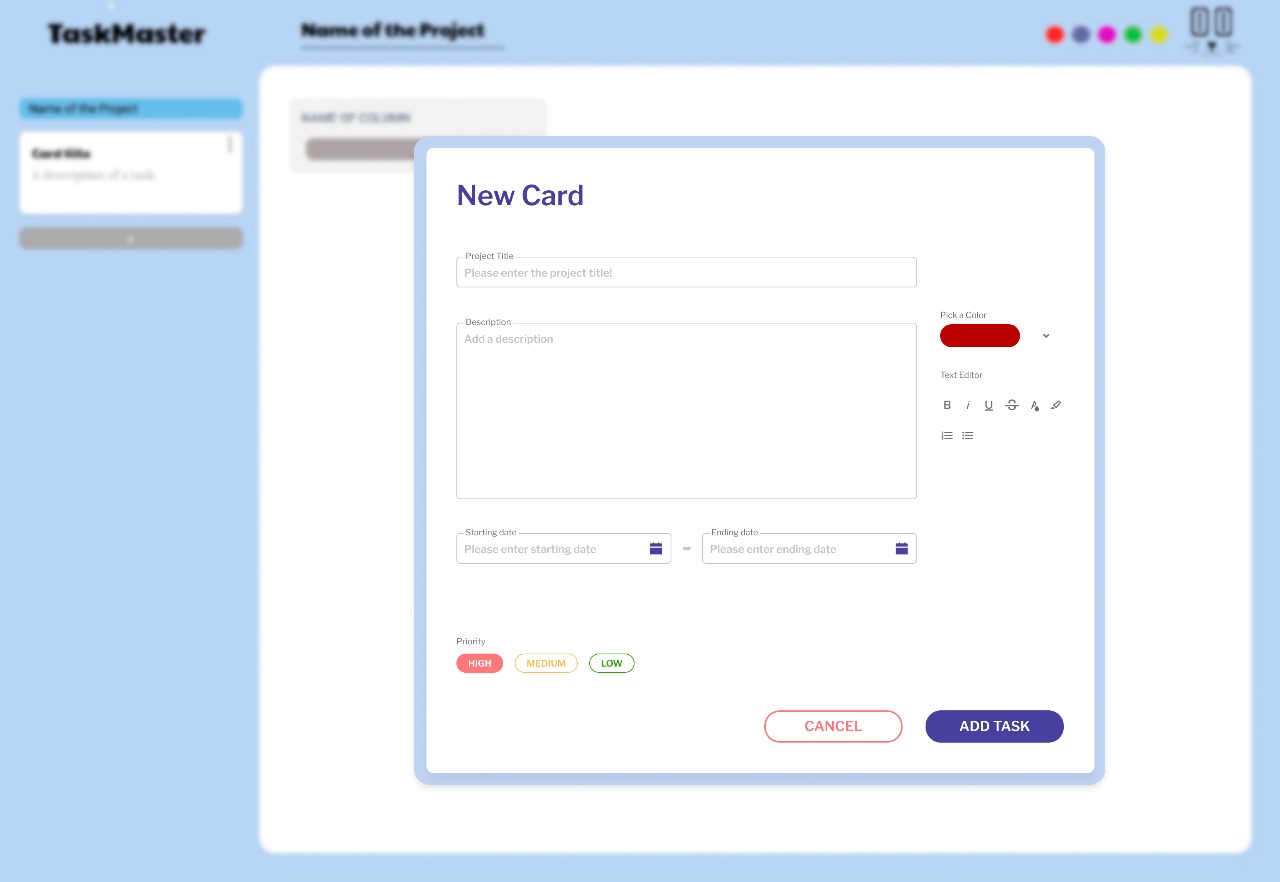 TaskMaster
Name of the Project
Name of the Project
Card title
A description of a task.
+
NAME OF COLUMN
New Card
Project Title
Please enter the project title!
Description
Add a description
Pick a Color
Text Editor
B i U S A
Starting date
Please enter starting date
-
Ending date
Please enter ending date
Priority
HIGH MEDIUM LOW
CANCEL ADD TASK